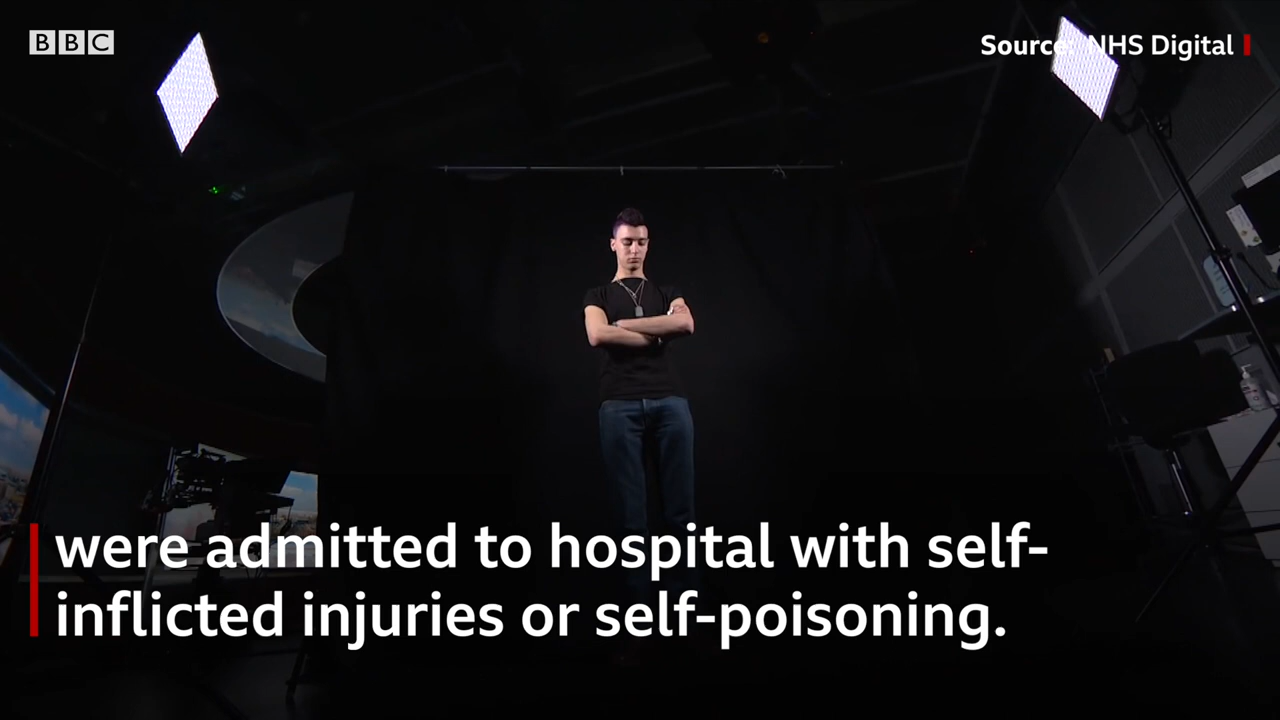 BBC
Source: NHS Digital
were admitted to hospital with self-
inflicted injuries or self-poisoning.